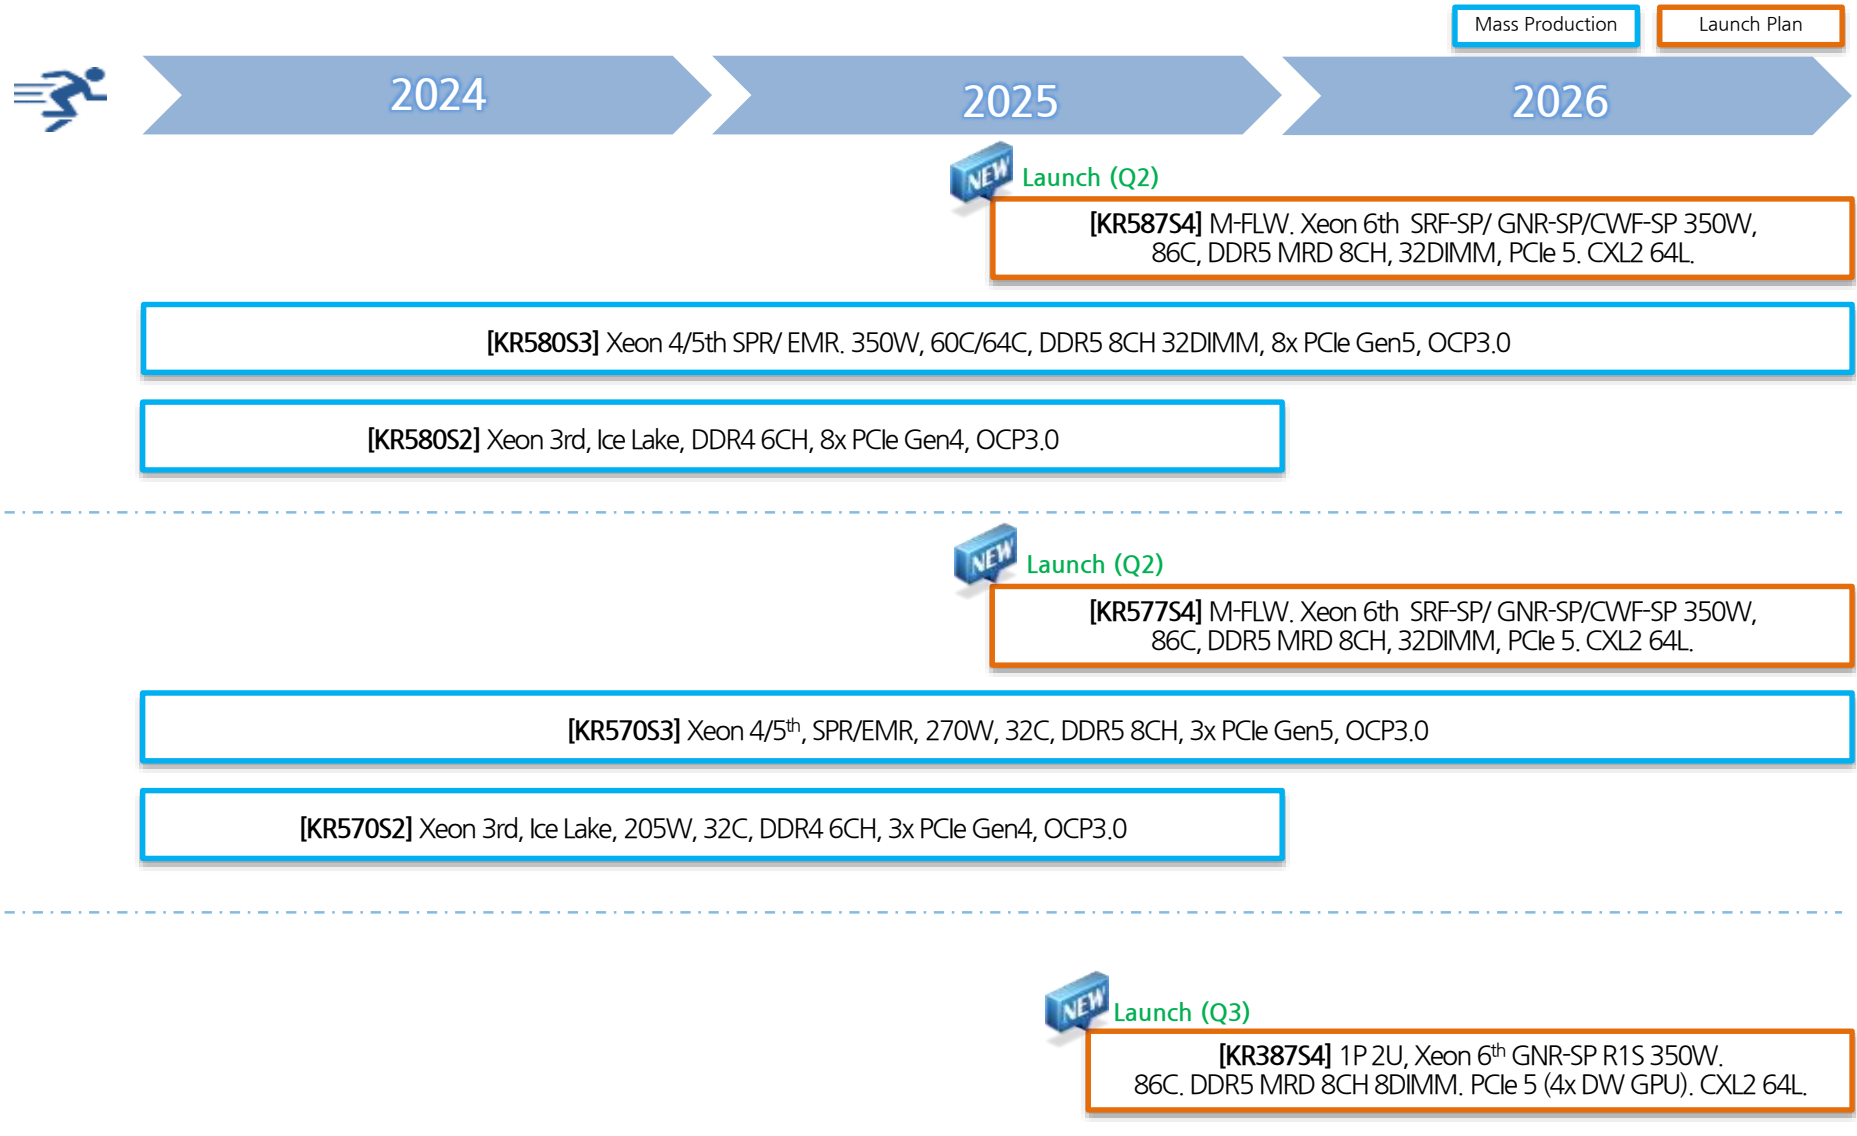 Mass Production
Launch Plan
2024
2025
2026
NEW
Launch (Q2)
[KR587S4] M-FLW. Xeon 6th SRF-SP/ GNR-SP/CWF-SP 350W,
86C, DDR5 MRD 8CH, 32DIMM, PCIe 5. CXL2 64L.
[KR580S3] Xeon 4/5th SPR/ EMR. 350W, 60C/64C, DDR5 8CH 32DIMM, 8x PCIe Gen5, OCP3.0
[KR580S2] Xeon 3rd, Ice Lake, DDR4 6CH, 8x PCIe Gen4, OCP3.0
NEW
Launch (Q2)
[KR577S4] M-FLW. Xeon 6th SRF-SP/ GNR-SP/CWF-SP 350W,
86C, DDR5 MRD 8CH, 32DIMM, PCIe 5. CXL2 64L.
[KR570S3] Xeon 4/5th, SPR/EMR, 270W, 32C, DDR5 8CH, 3x PCIe Gen5, OCP3.0
[KR570S2] Xeon 3rd, Ice Lake, 205W, 32C, DDR4 6CH, 3x PCIe Gen4, OCP3.0
NEW
Launch (Q3)
[KR387S4] 1P 2U, Xeon 6th GNR-SP R1S 350W.
86C. DDR5 MRD 8CH 8DIMM. PCIe 5 (4x DW GPU). CXL2 64L.